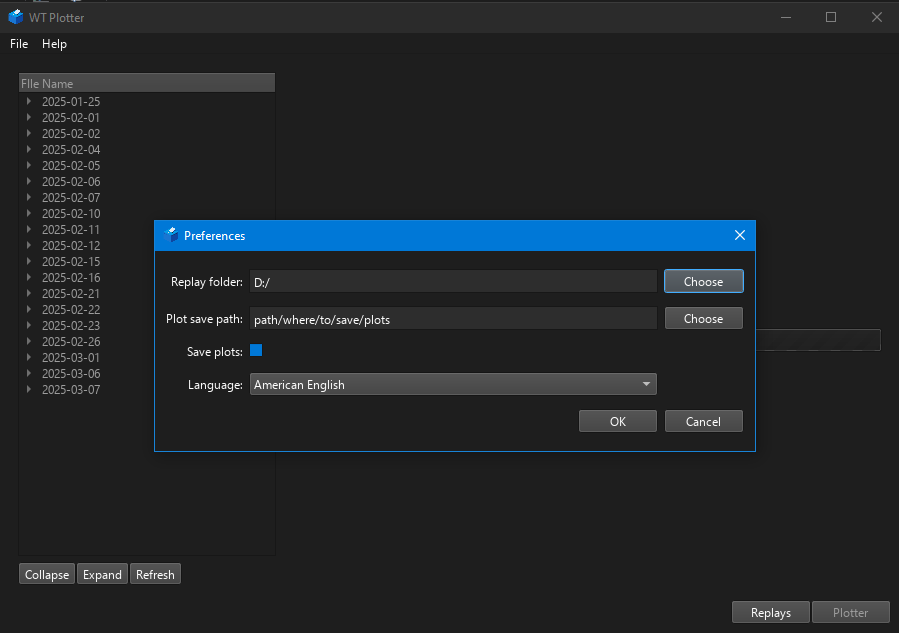 WT Plotter
File Help
FIle Name
2025-01-25
2025-02-01
2025-02-02
2025-02-04
2025-02-05
2025-02-06
2025-02-07
2025-02-10
2025-02-11
2025-02-12
2025-02-15
2025-02-16
2025-02-21
2025-02-22
2025-02-23
2025-02-26
2025-03-01
2025-03-06
2025-03-07
Preferences
Replay folder: D:/ Choose
Plot save path: path/where/to/save/plots Choose
Save plots:
Language: American English
OK Cancel
Collapse Expand Refresh
Replays Plotter